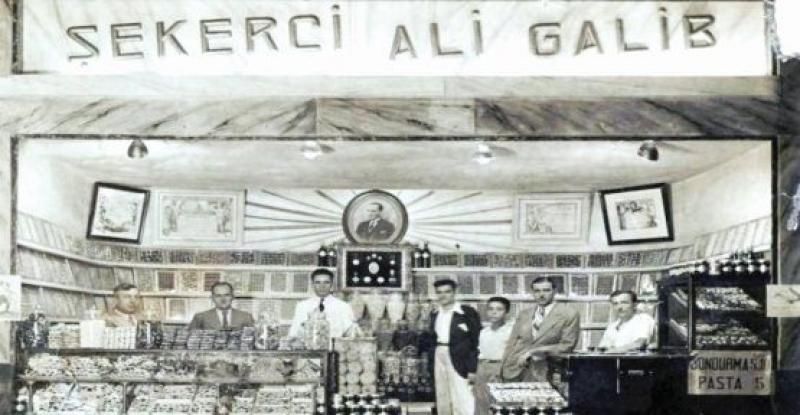 ŞEKERCİ ALİ GALİB
DONDURMA 5
PASTA 5